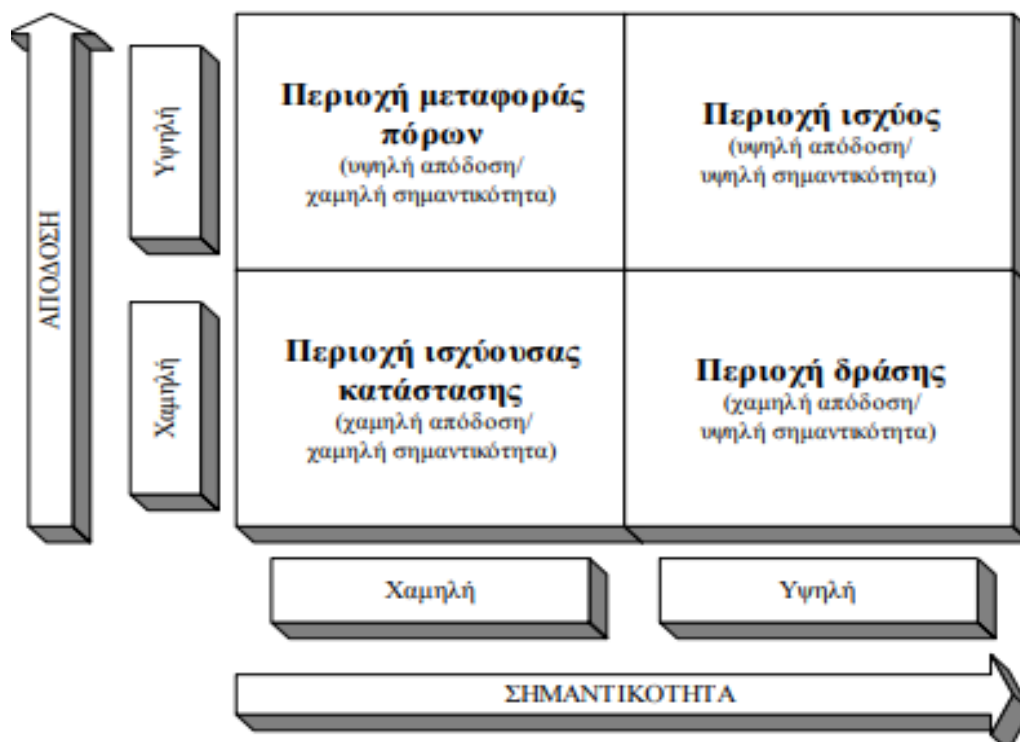 ΑΠΟΔΟΣΗ
Υψηλή
Περιοχή μεταφοράς
πόρων
(υψηλή απόδοση/
χαμηλή σημαντικότητα)
Περιοχή ισχύος
(υψηλή απόδοση/
υψηλή σημαντικότητα)
Χαμηλή
Περιοχή ισχύουσας
κατάστασης
(χαμηλή απόδοση/
χαμηλή σημαντικότητα)
Περιοχή δράσης
(χαμηλή απόδοση/
υψηλή σημαντικότητα)
Χαμηλή
Υψηλή
ΣΗΜΑΝΤΙΚΟΤΗΤΑ